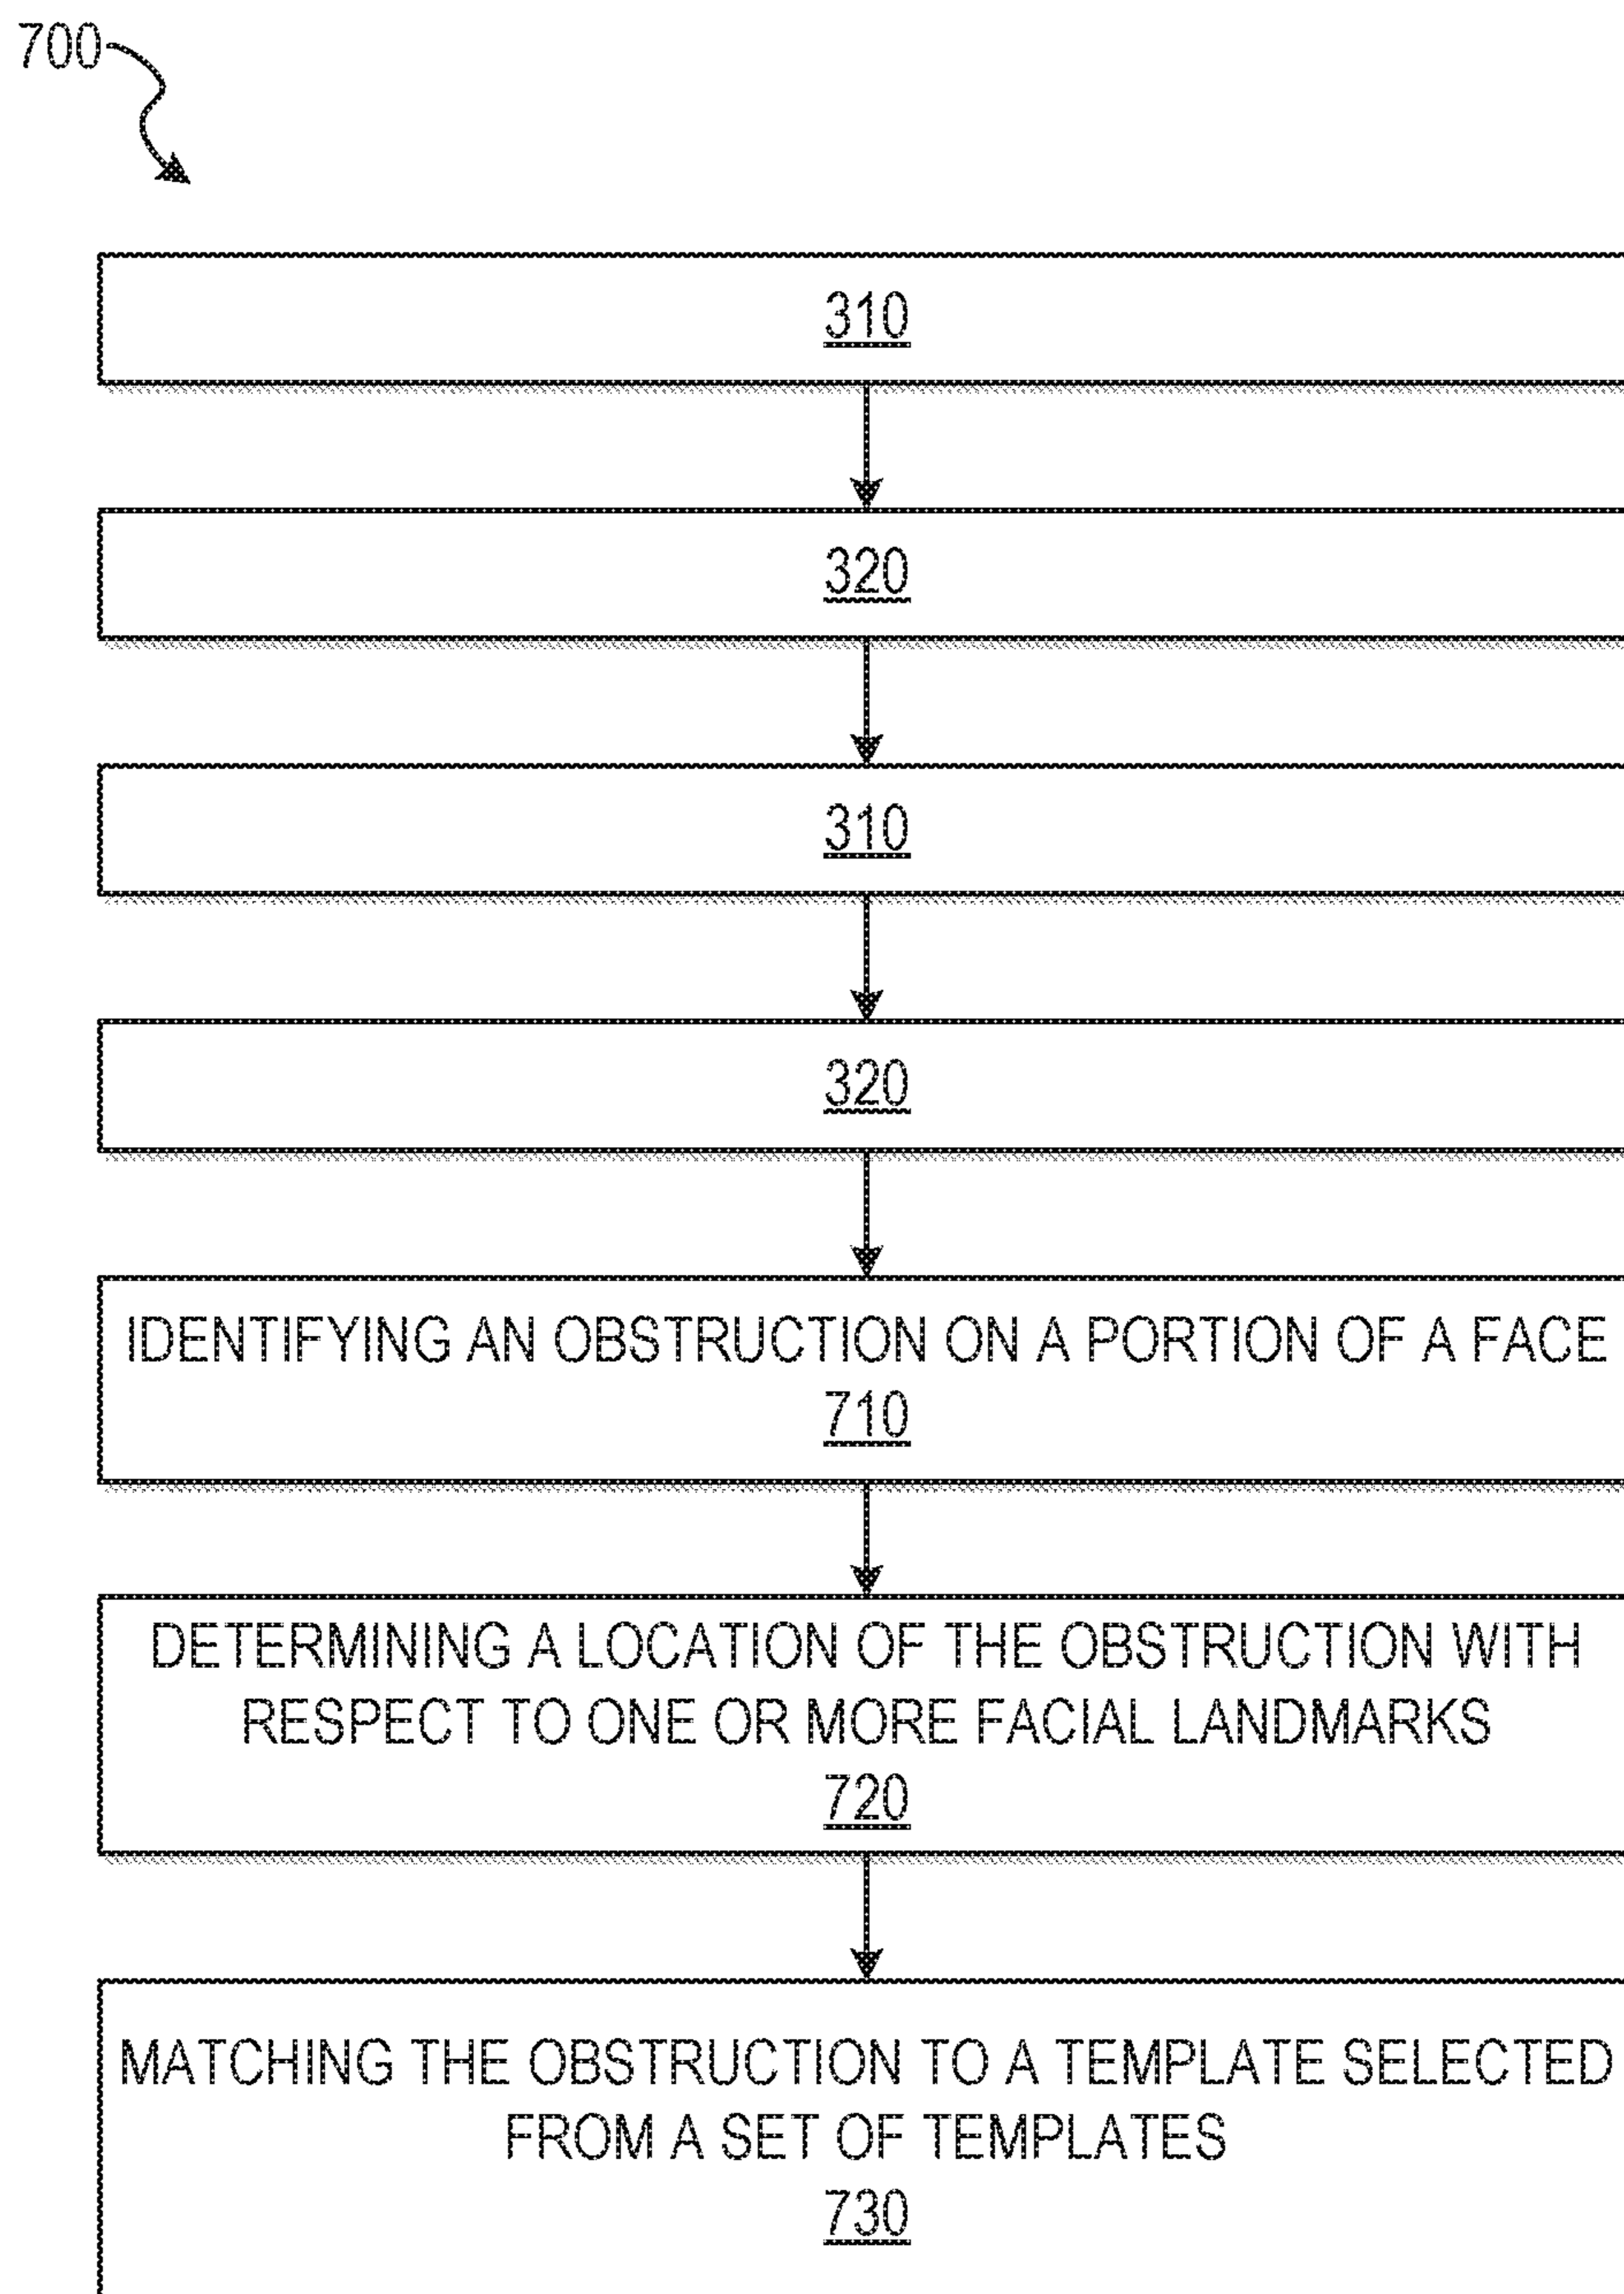 700
310
320
310
320
IDENTIFYING AN OBSTRUCTION ON A PORTION OF A FACE
710
DETERMINING A LOCATION OF THE OBSTRUCTION WITH
RESPECT TO ONE OR MORE FACIAL LANDMARKS
720
MATCHING THE OBSTRUCTION TO A TEMPLATE SELECTED
FROM A SET OF TEMPLATES
730